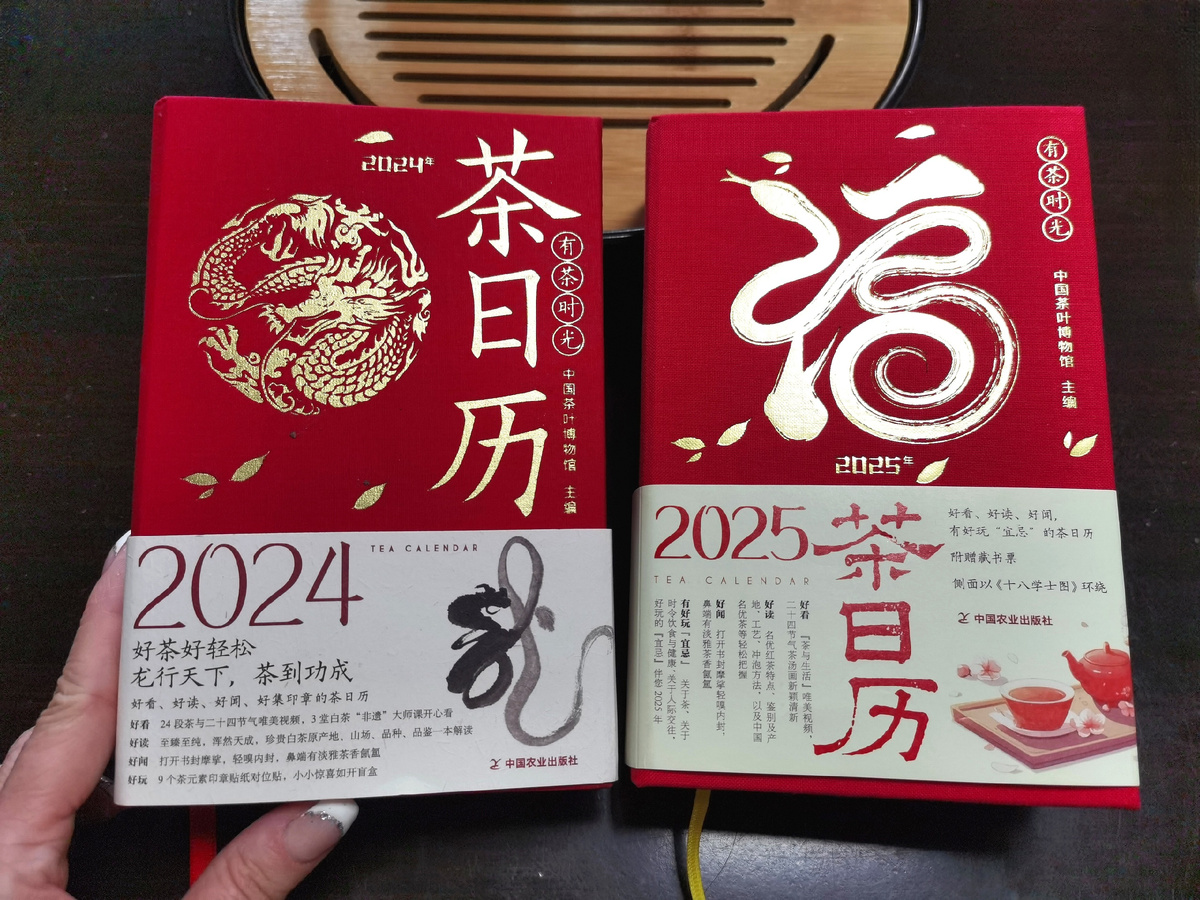 2024年
茶日历
有茶时光
中国茶叶博物馆 主编
2024
TEA CALENDAR
好茶好轻松
龙行天下，茶到功成
好看、好读、好闻、好集印章的茶日历
好看 24段茶与二十四节气唯美视频，3堂白茶“非遗”大师课开心看
好读 至臻至纯，浑然天成，珍贵白茶原产地、山场、品种、品鉴一本解读
好闻 打开书封摩挲，轻嗅内封，鼻端有淡雅茶香氤氲
好玩 9个茶元素印章贴纸对位贴，小小惊喜如开盲盒
龙
中国农业出版社
福
有茶时光
中国茶叶博物馆 主编
2025年
2025
TEA CALENDAR
茶日历
好看、好读、好闻，
有好玩“宜忌”的茶日历
附赠藏书票
侧面以《十八学士图》环绕
中国农业出版社
好看 『茶与生活』唯美视频，
二十四节气茶汤画新颖清新
好读 名优红茶特点、鉴别及产
地、工艺、冲泡方法，以及中国
名优茶等轻松把握
好闻 打开书封摩挲轻嗅内封，
鼻端有淡雅茶香氤氲
有好玩『宜忌』 关于茶、关于
时令饮食与健康、关于人际交往，
好玩的『宜忌』伴您2025年